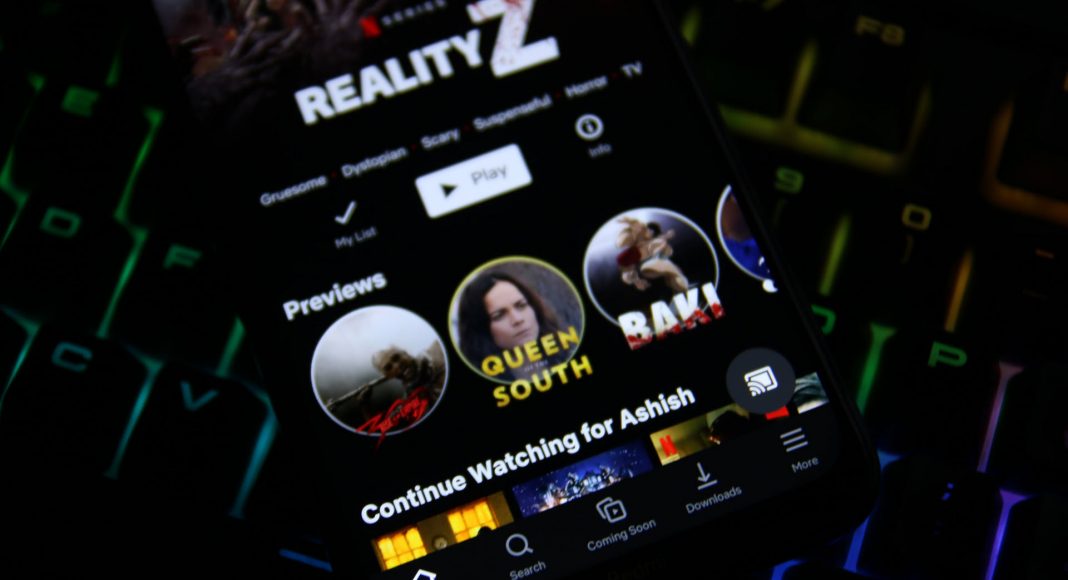 N SERIES
REALITY Z
Gruesome • Dystopian • Scary • Suspenseful • Horror • TV
My List
Play
Info
Previews
QUEEN
OF THE
SOUTH
BAKI
Continue Watching for Ashish
N
Search
Coming Soon
Downloads
More
E
D
F
C
V
F8
9
O
P